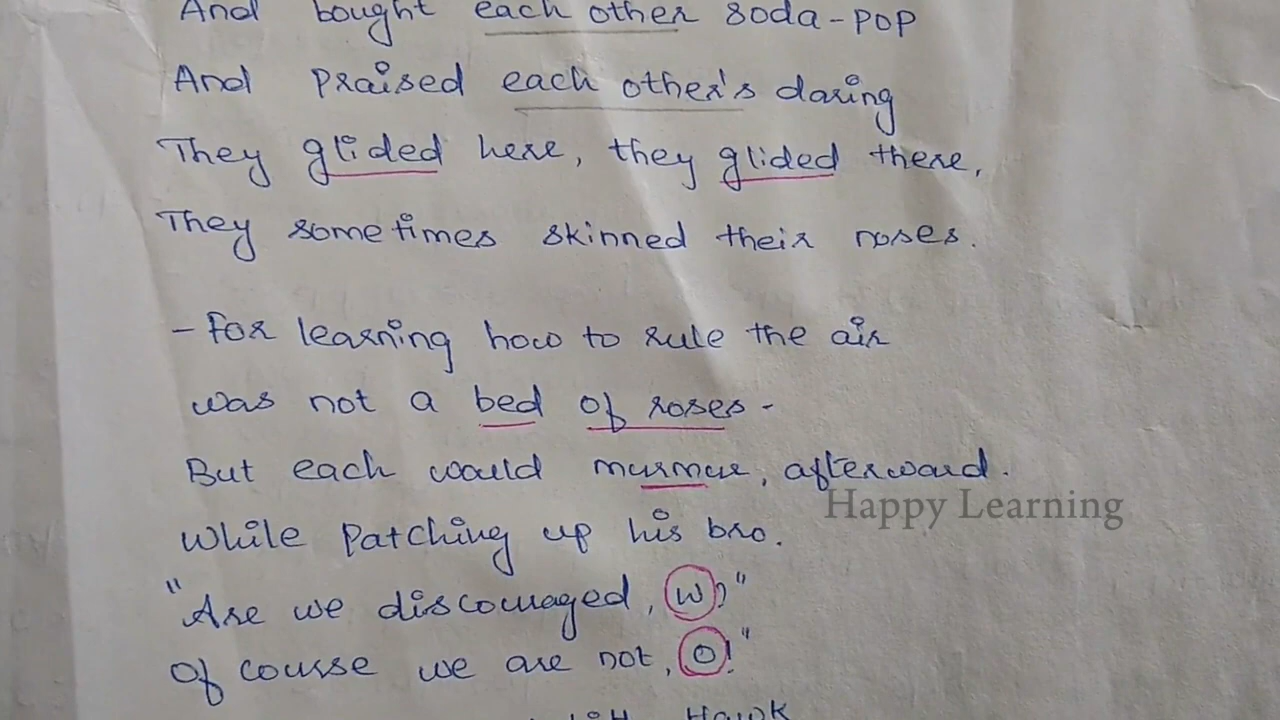 And bought each other soda-pop
And praised each other's daring
They glided here, they glided there,
They sometimes skinned their noses.
- For learning how to rule the air
was not a bed of roses -
But each would murmur, afterward.
Happy Learning
While patching up his bro.
"Are we discouraged, W?"
Of course we are not, O!"
Hawk